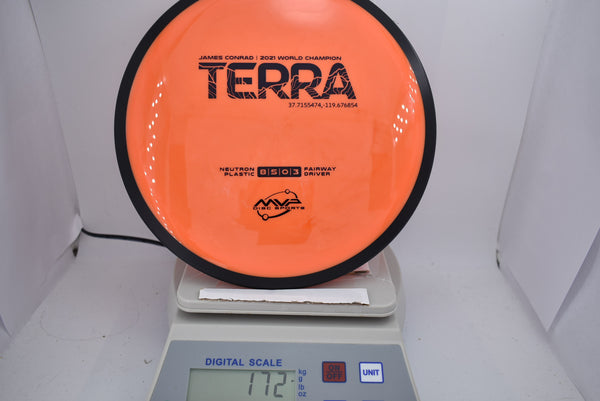 JAMES CONRAD : 2021 WORLD CHAMPION
TERRA
37.7155474,-119.676854
NEUTRON PLASTIC 8 5 0 3 FAIRWAY DRIVER
MVP
DISC SPORTS
DIGITAL SCALE
172.
kg
g
lb
oz
ON
OFF
UNIT